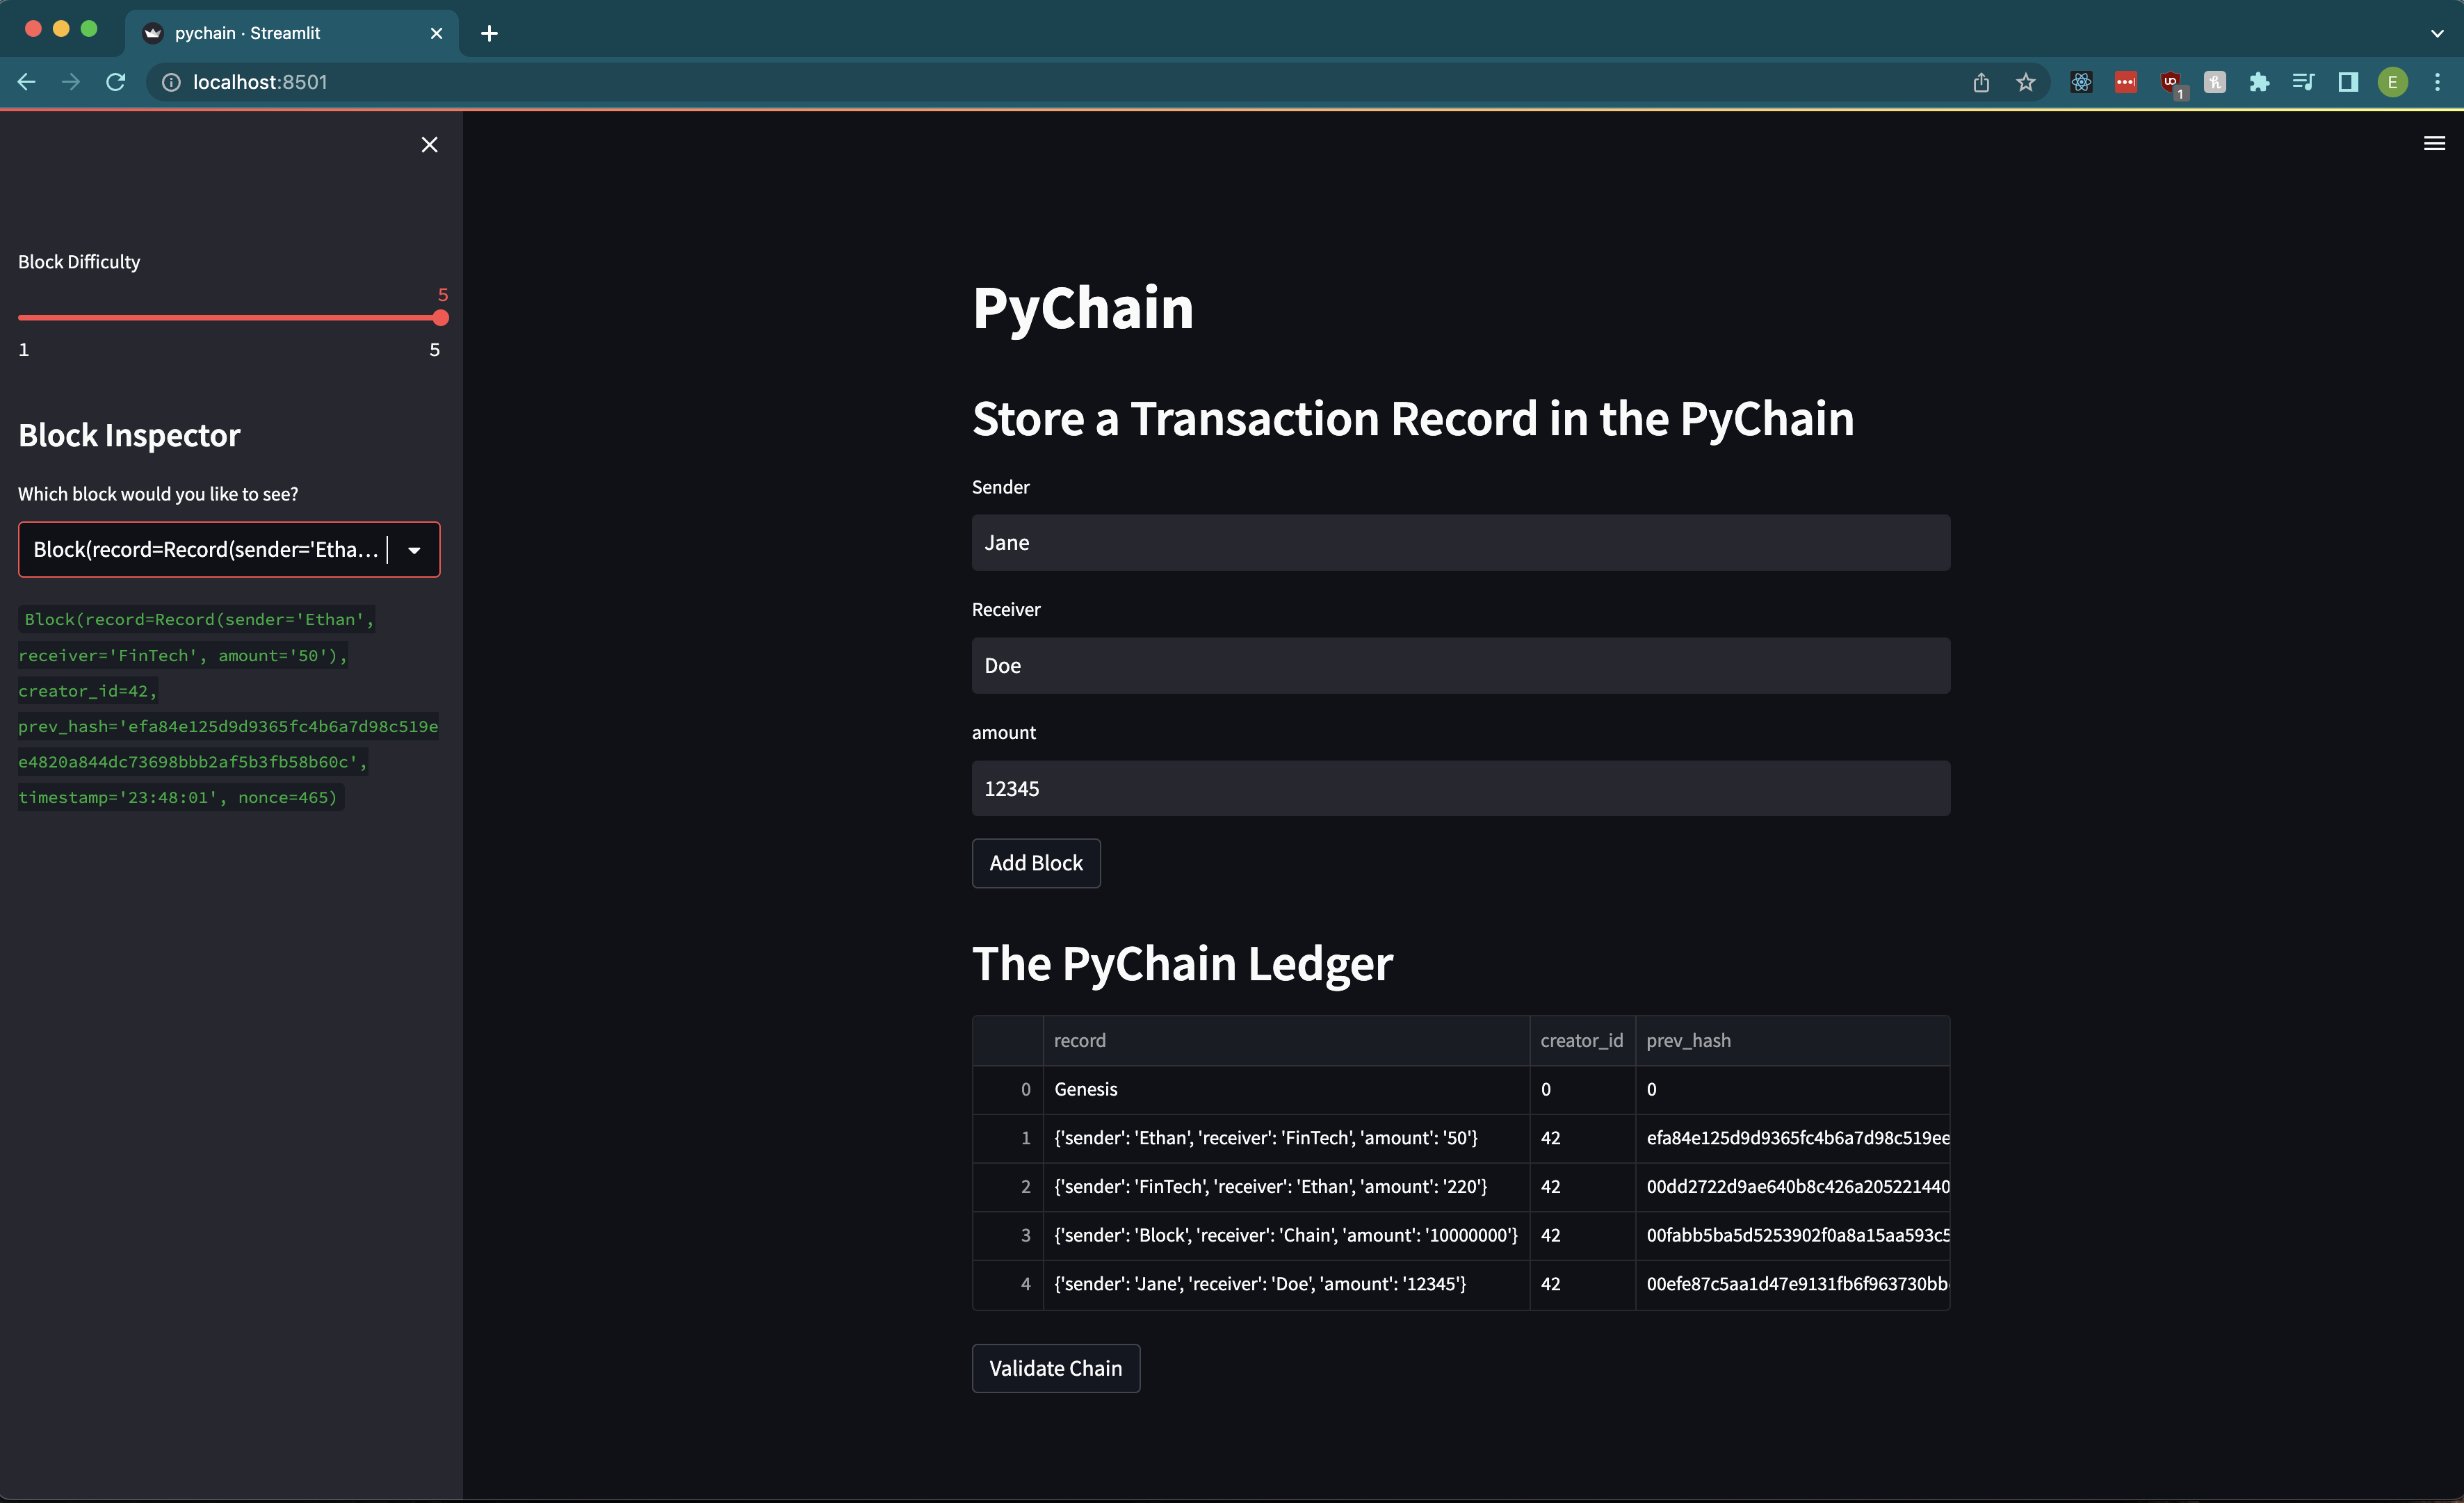 pychain · Streamlit
localhost:8501
1
E
Block Difficulty
5
1 5
Block Inspector
Which block would you like to see?
Block(record=Record(sender='Etha...
Block(record=Record(sender='Ethan',
receiver='FinTech', amount='50'),
creator_id=42,
prev_hash='efa84e125d9d9365fc4b6a7d98c519e
e4820a844dc73698bbb2af5b3fb58b60c',
timestamp='23:48:01', nonce=465)
PyChain
Store a Transaction Record in the PyChain
Sender
Jane
Receiver
Doe
amount
12345
Add Block
The PyChain Ledger
record creator_id prev_hash
0 Genesis 0 0
1 {'sender': 'Ethan', 'receiver': 'FinTech', 'amount': '50'} 42 efa84e125d9d9365fc4b6a7d98c519ee
2 {'sender': 'FinTech', 'receiver': 'Ethan', 'amount': '220'} 42 00dd2722d9ae640b8c426a205221440
3 {'sender': 'Block', 'receiver': 'Chain', 'amount': '10000000'} 42 00fabb5ba5d5253902f0a8a15aa593c5
4 {'sender': 'Jane', 'receiver': 'Doe', 'amount': '12345'} 42 00efe87c5aa1d47e9131fb6f963730bb
Validate Chain